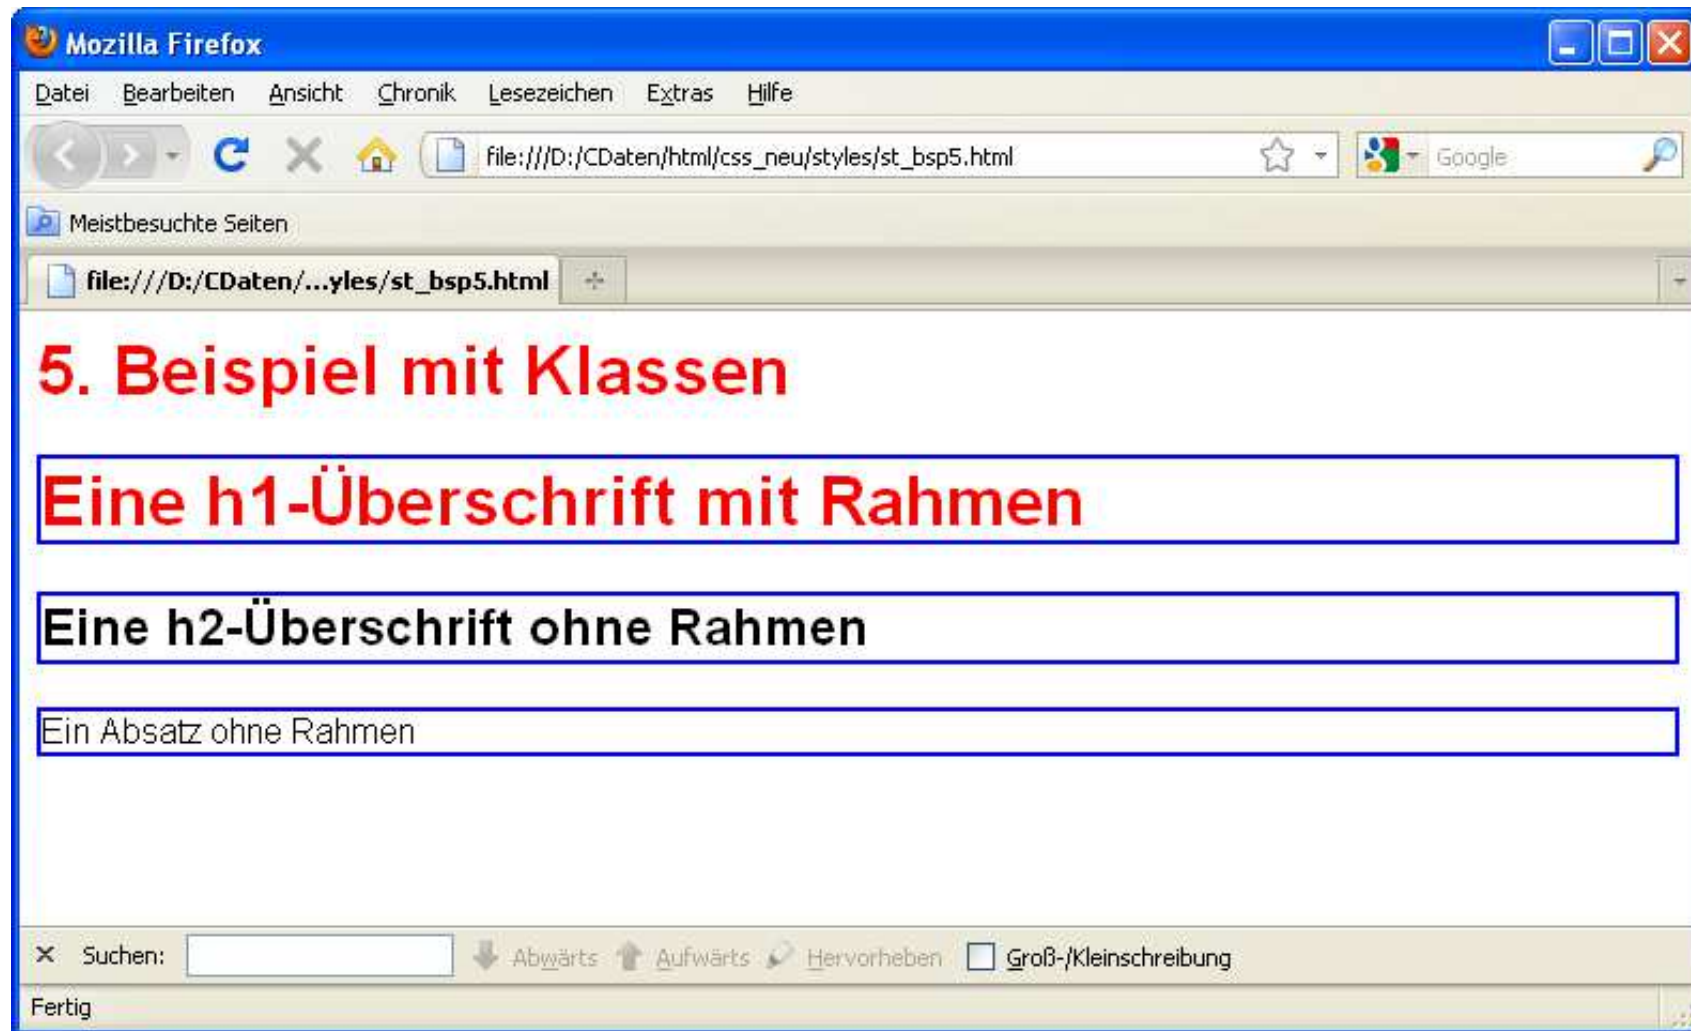 Mozilla Firefox
Datei Bearbeiten Ansicht Chronik Lesezeichen Extras Hilfe
file:///D:/CDaten/html/css_neu/styles/st_bsp5.html Google
Meistbesuchte Seiten
file:///D:/CDaten/...yles/st_bsp5.html
5. Beispiel mit Klassen
Eine h1-Überschrift mit Rahmen
Eine h2-Überschrift ohne Rahmen
Ein Absatz ohne Rahmen
Suchen: Abwärts Aufwärts Hervorheben Groß-/Kleinschreibung
Fertig